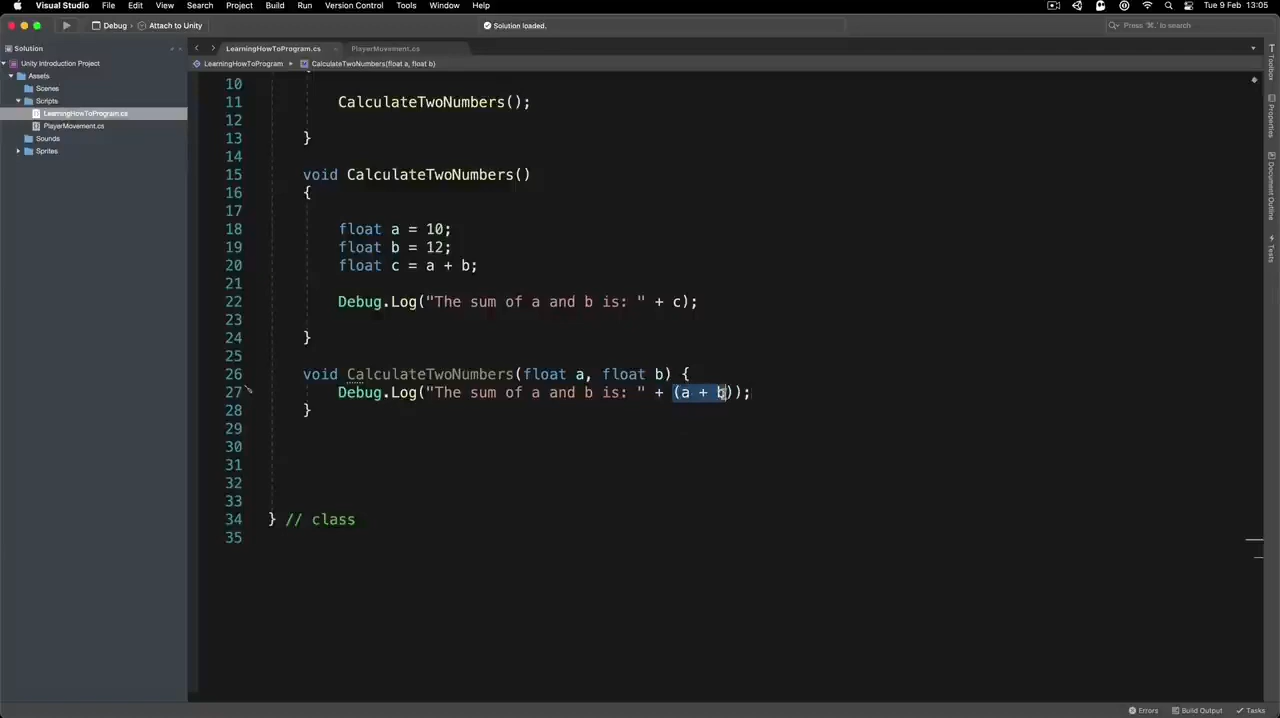 Visual Studio File Edit View Search Project Build Run Version Control Tools Window Help Tue 9 Feb 13:05
Debug Attach to Unity Solution loaded. Press ‘⌘.’ to search
Solution
LearningHowToProgram.cs PlayerMovement.cs
LearningHowToProgram CalculateTwoNumbers(float a, float b)
Unity Introduction Project
Assets
Scenes
Scripts
LearningHowToProgram.cs
PlayerMovement.cs
Sounds
Sprites
10
11 CalculateTwoNumbers();
12
13 }
14
15 void CalculateTwoNumbers()
16 {
17
18 float a = 10;
19 float b = 12;
20 float c = a + b;
21
22 Debug.Log("The sum of a and b is: " + c);
23
24 }
25
26 void CalculateTwoNumbers(float a, float b) {
27 Debug.Log("The sum of a and b is: " + (a + b));
28 }
29
30
31
32
33
34 } // class
35
Toolbox
Properties
Document Outline
Tests
Errors Build Output Tasks